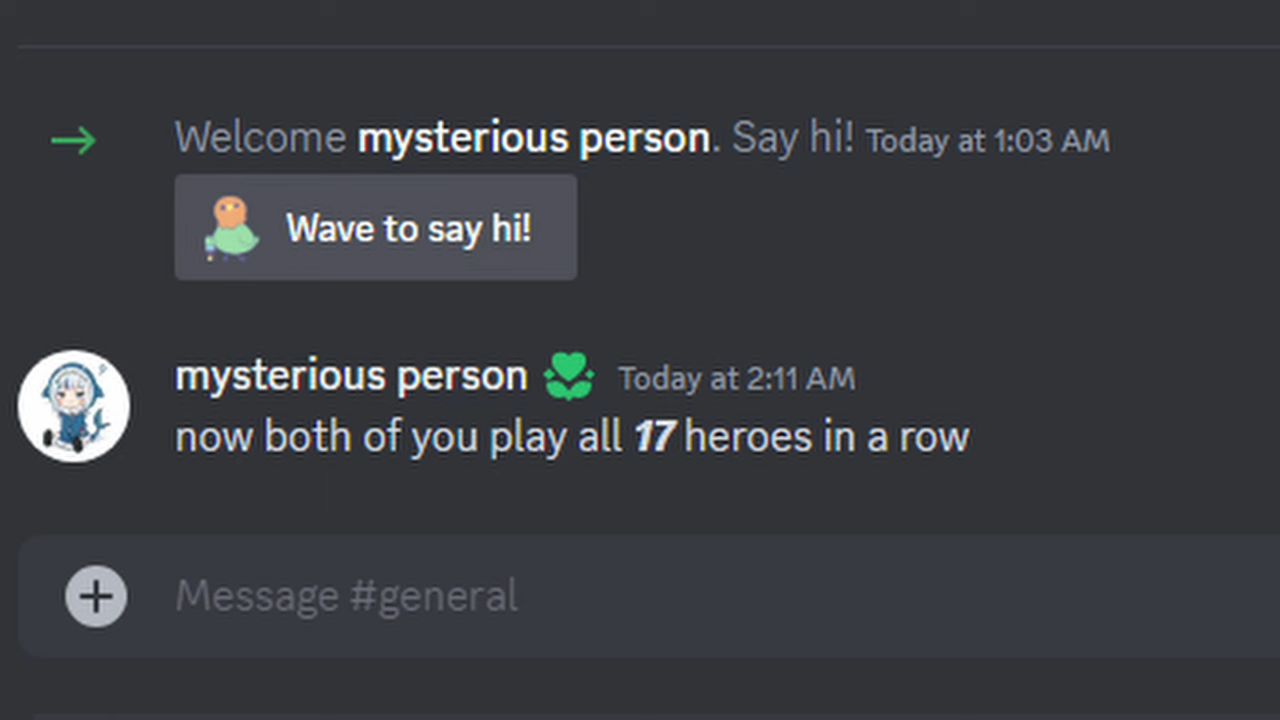 Welcome mysterious person. Say hi! Today at 1:03 AM
Wave to say hi!
mysterious person Today at 2:11 AM
now both of you play all 17 heroes in a row
Message #general